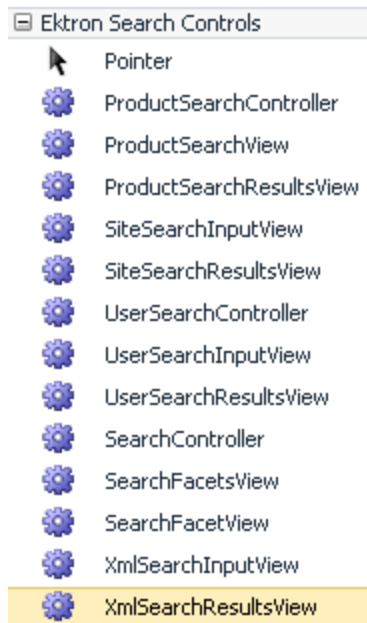 Ektron Search Controls
Pointer
ProductSearchController
ProductSearchView
ProductSearchResultsView
SiteSearchInputView
SiteSearchResultsView
UserSearchController
UserSearchInputView
UserSearchResultsView
SearchController
SearchFacetsView
SearchFacetView
XmlSearchInputView
XmlSearchResultsView